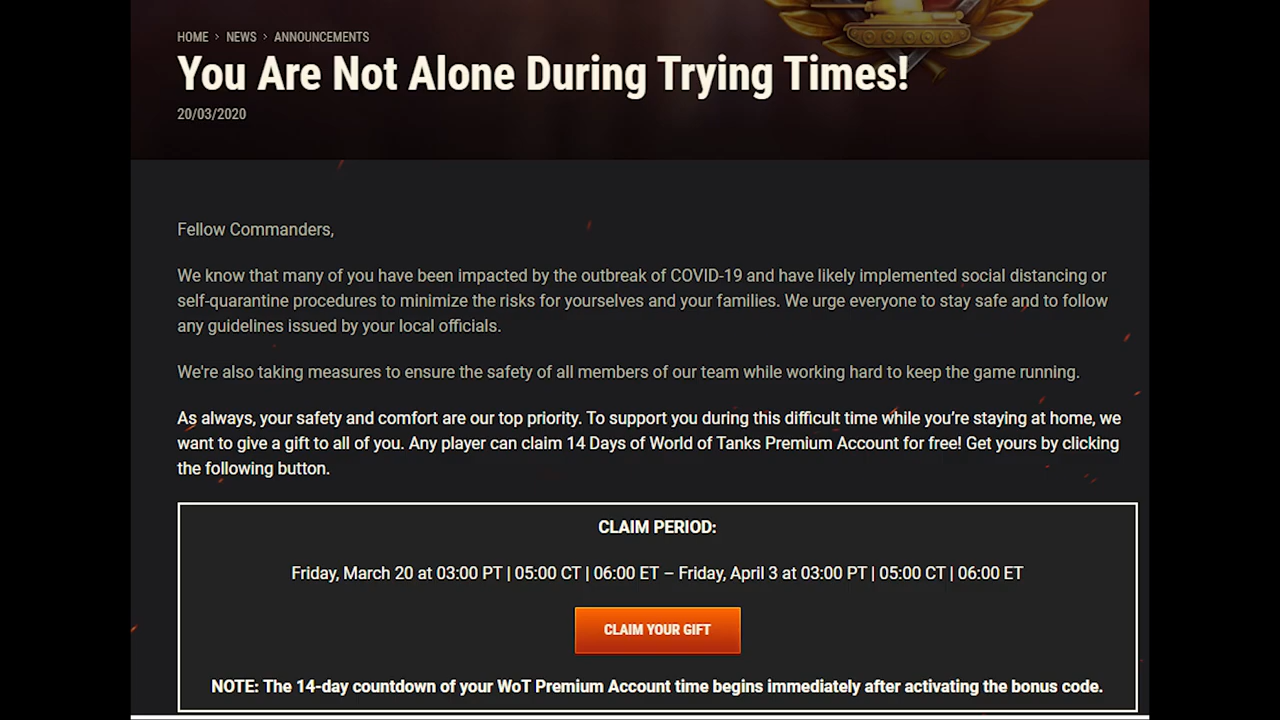 HOME > NEWS > ANNOUNCEMENTS
You Are Not Alone During Trying Times!
20/03/2020
Fellow Commanders,
We know that many of you have been impacted by the outbreak of COVID-19 and have likely implemented social distancing or
self-quarantine procedures to minimize the risks for yourselves and your families. We urge everyone to stay safe and to follow
any guidelines issued by your local officials.
We're also taking measures to ensure the safety of all members of our team while working hard to keep the game running.
As always, your safety and comfort are our top priority. To support you during this difficult time while you’re staying at home, we
want to give a gift to all of you. Any player can claim 14 Days of World of Tanks Premium Account for free! Get yours by clicking
the following button.
CLAIM PERIOD:
Friday, March 20 at 03:00 PT | 05:00 CT | 06:00 ET – Friday, April 3 at 03:00 PT | 05:00 CT | 06:00 ET
CLAIM YOUR GIFT
NOTE: The 14-day countdown of your WoT Premium Account time begins immediately after activating the bonus code.